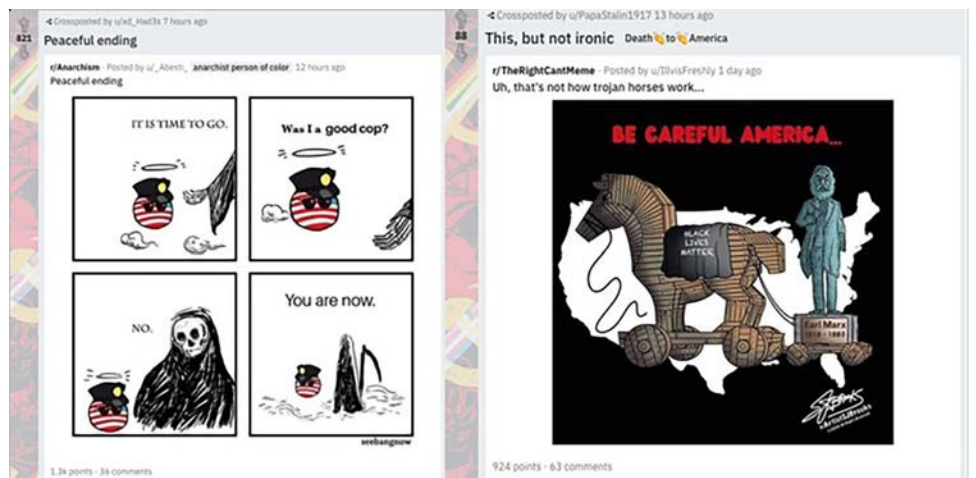 Crossposted by u/xd_Had3s 7 hours ago
821
Peaceful ending
r/Anarchism · Posted by u/_Abesti_ anarchist person of color 12 hours ago
Peaceful ending
IT IS TIME TO GO.
Was I a good cop?
NO.
You are now.
seebangnow
1.3k points · 36 comments
Crossposted by u/PapaStalin1917 13 hours ago
88
This, but not ironic Death👏to👏America
r/TheRightCantMeme · Posted by u/IllvisFreshly 1 day ago
Uh, that's not how trojan horses work...
BE CAREFUL AMERICA...
BLACK
LIVES
MATTER
Earl Marx
1818 - 1883
924 points · 63 comments